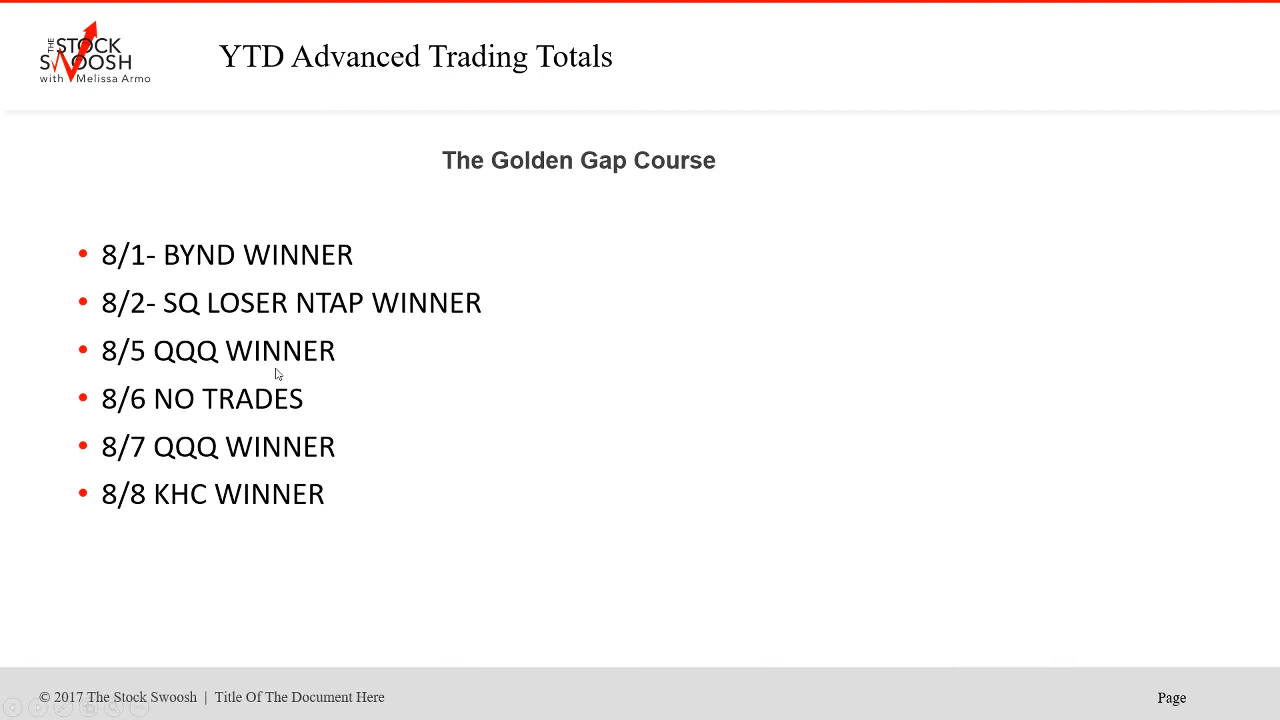 THE STOCK
SWOOSH
with Melissa Armo
YTD Advanced Trading Totals
The Golden Gap Course
• 8/1- BYND WINNER
• 8/2- SQ LOSER NTAP WINNER
• 8/5 QQQ WINNER
• 8/6 NO TRADES
• 8/7 QQQ WINNER
• 8/8 KHC WINNER
© 2017 The Stock Swoosh | Title Of The Document Here
Page